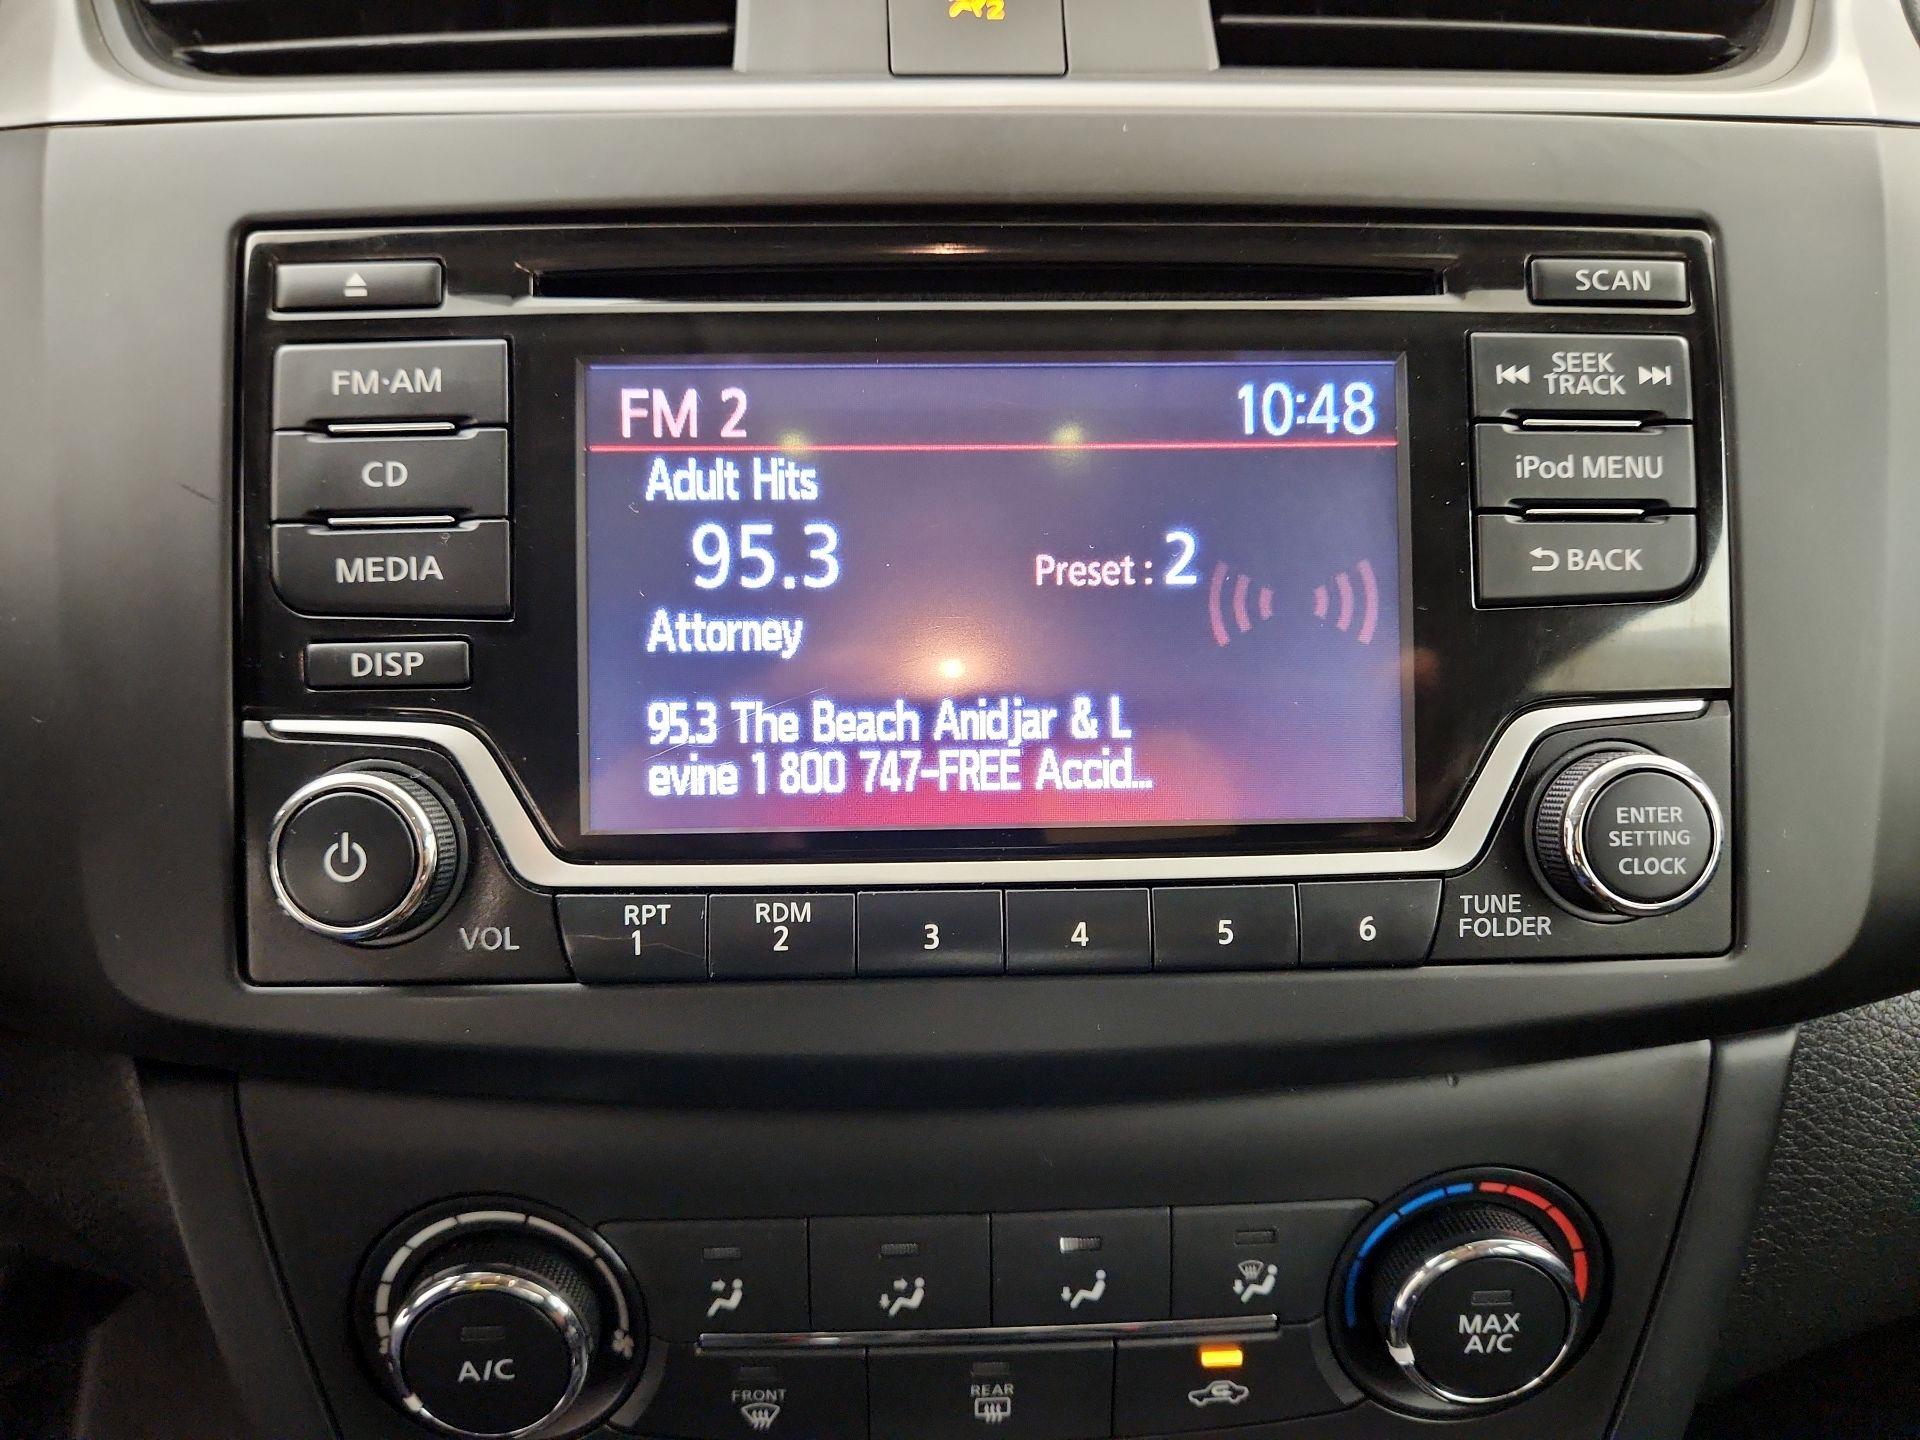 SCAN
FM·AM
CD
MEDIA
DISP
FM 2 10:48
Adult Hits
95.3
Preset : 2
Attorney
95.3 The Beach Anidjar & L
evine 1 800 747-FREE Accid...
SEEK
TRACK
iPod MENU
BACK
VOL
RPT
1
RDM
2
3
4
5
6
TUNE
FOLDER
ENTER
SETTING
CLOCK
A/C
FRONT
REAR
MAX
A/C